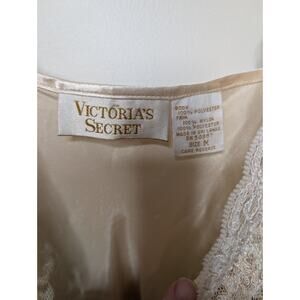 VICTORIA'S
SECRET
BODY
100% POLYESTER
TRIM
100% NYLON
100% POLYESTER
MADE IN SRI LANKA
SIZE M
CARE REVERSE